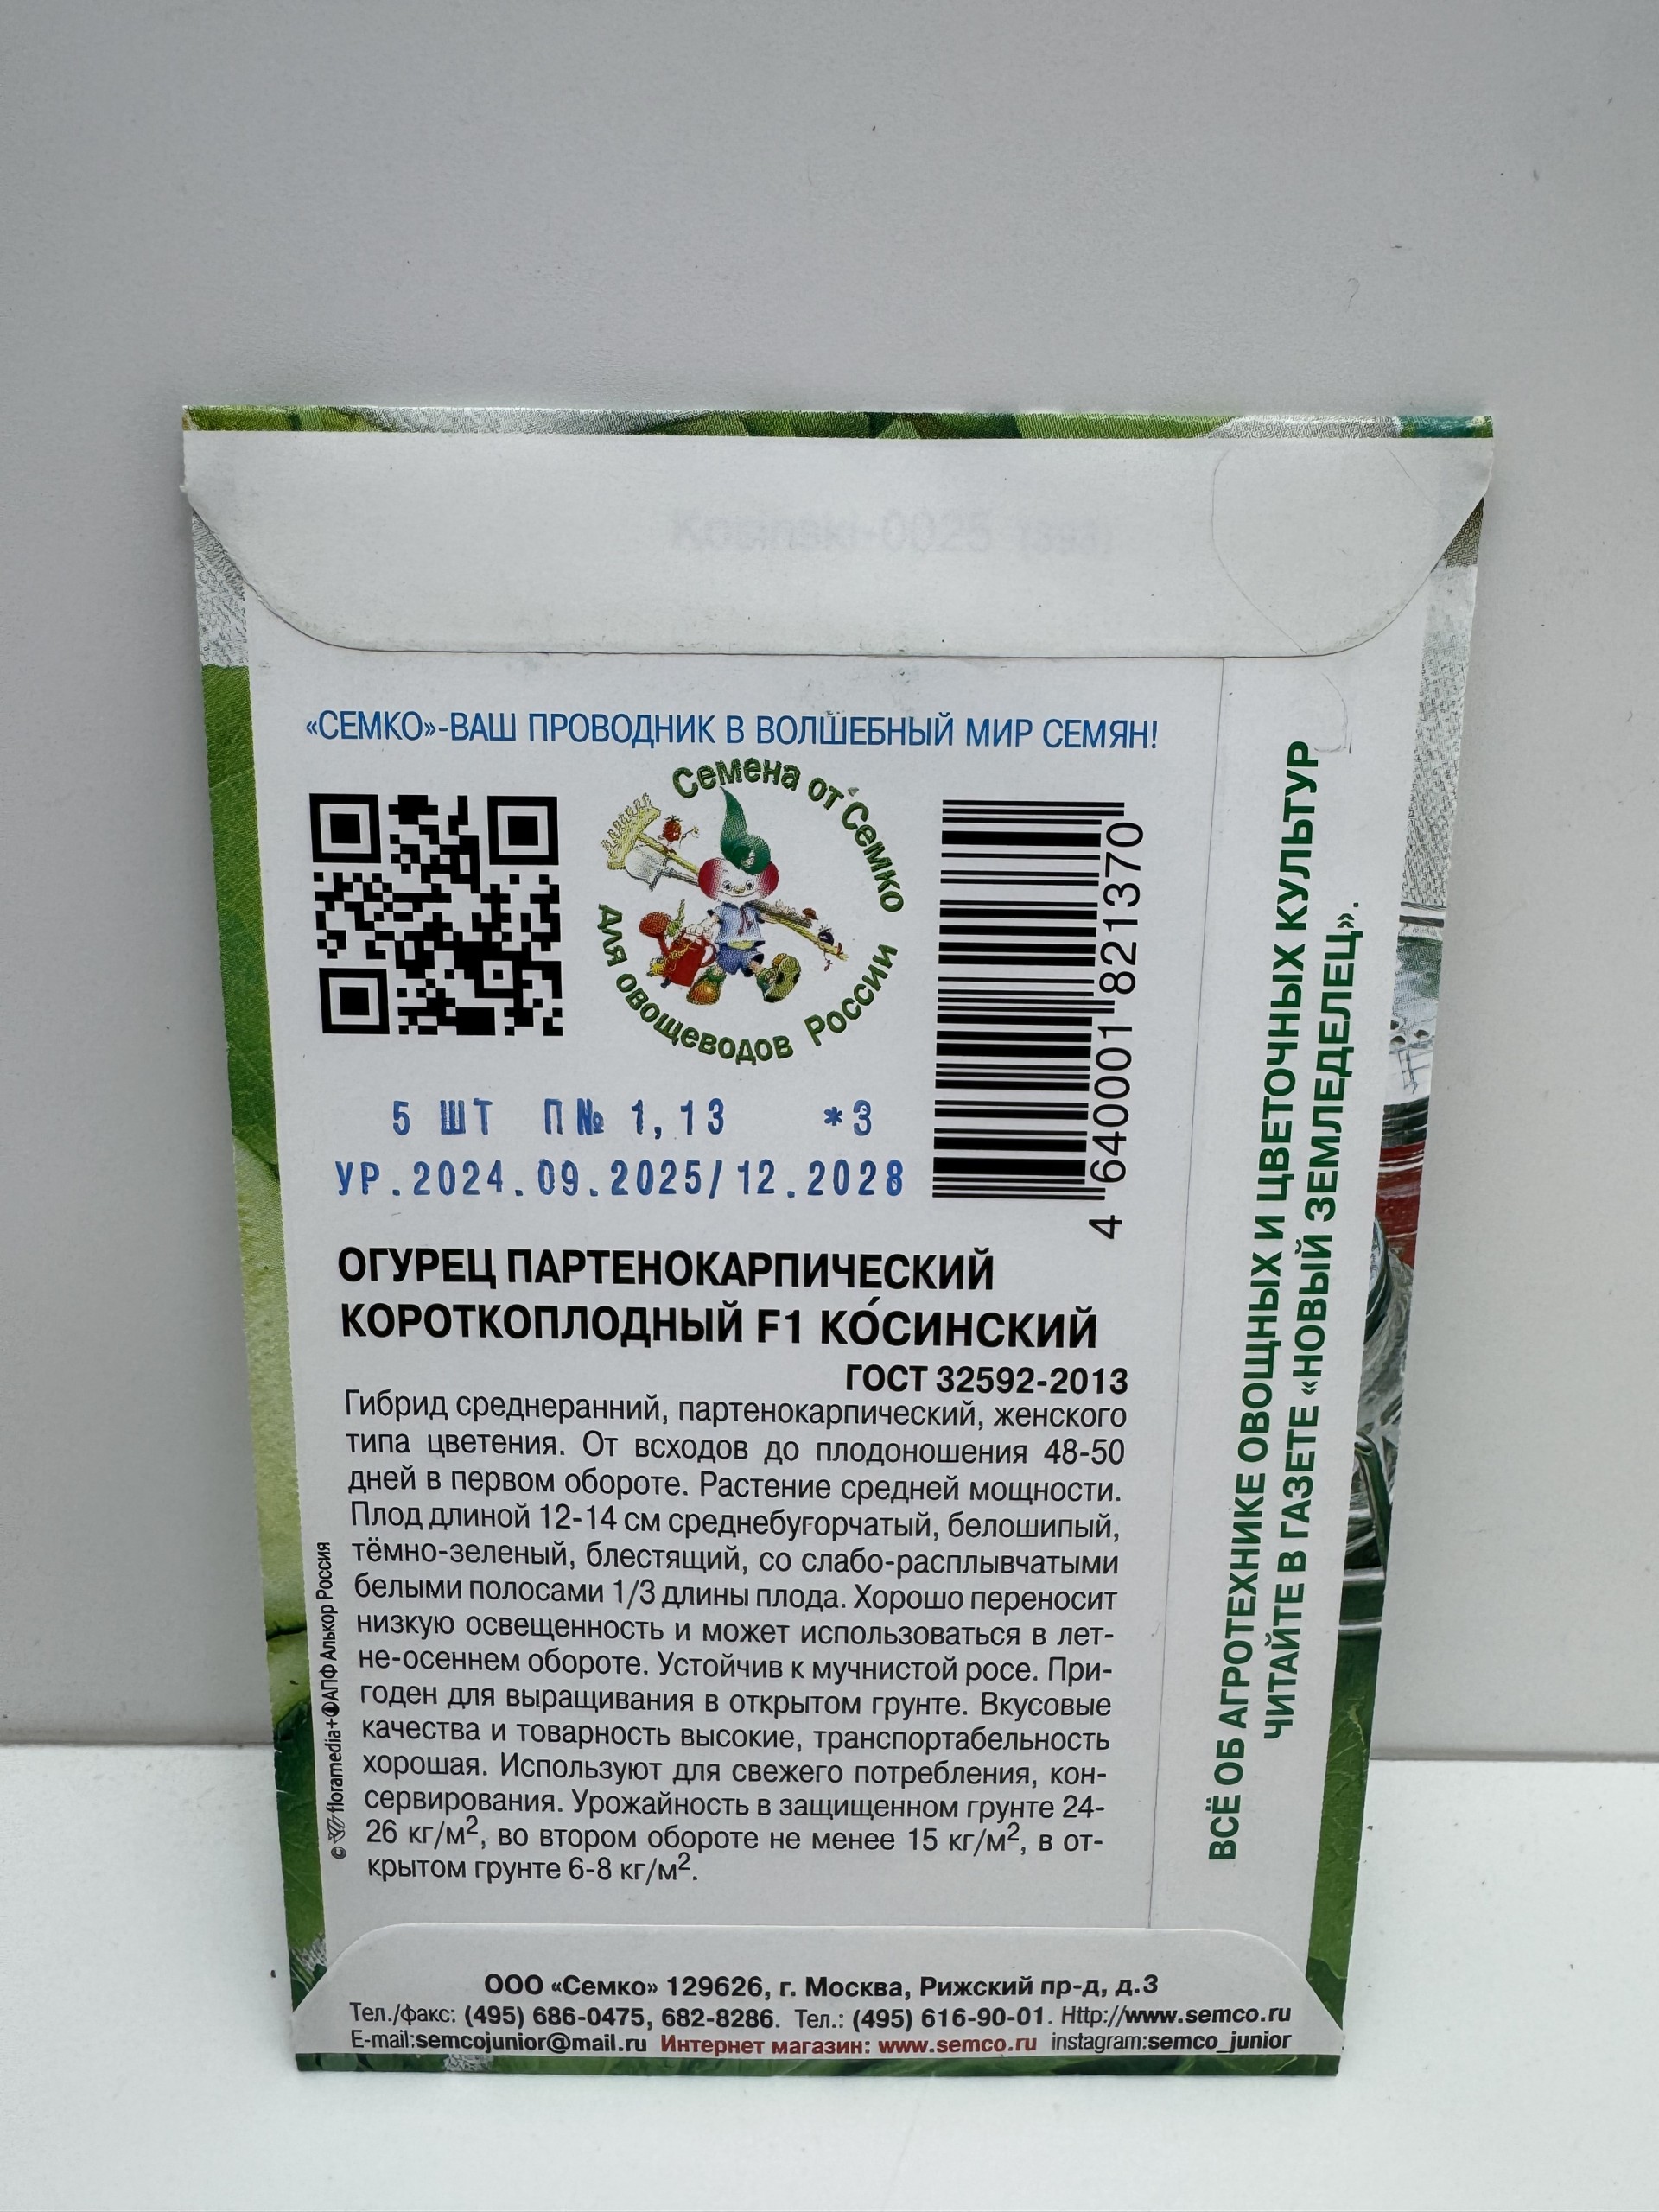 «СЕМКО»-ВАШ ПРОВОДНИК В ВОЛШЕБНЫЙ МИР СЕМЯН!
Семена от Семко
для овощеводов России
4 640001 821370
5 ШТ П№ 1,13 *3
УР.2024.09.2025/12.2028
ОГУРЕЦ ПАРТЕНОКАРПИЧЕСКИЙ
КОРОТКОПЛОДНЫЙ F1 КО́СИНСКИЙ
ГОСТ 32592-2013
Гибрид среднеранний, партенокарпический, женского
типа цветения. От всходов до плодоношения 48-50
дней в первом обороте. Растение средней мощности.
Плод длиной 12-14 см среднебугорчатый, белошипый,
тёмно-зеленый, блестящий, со слабо-расплывчатыми
белыми полосами 1/3 длины плода. Хорошо переносит
низкую освещенность и может использоваться в лет-
не-осеннем обороте. Устойчив к мучнистой росе. При-
годен для выращивания в открытом грунте. Вкусовые
качества и товарность высокие, транспортабельность
хорошая. Используют для свежего потребления, кон-
сервирования. Урожайность в защищенном грунте 24-
26 кг/м², во втором обороте не менее 15 кг/м², в от-
крытом грунте 6-8 кг/м².
© floramedia+АПФ Алькор Россия
ВСЁ ОБ АГРОТЕХНИКЕ ОВОЩНЫХ И ЦВЕТОЧНЫХ КУЛЬТУР
ЧИТАЙТЕ В ГАЗЕТЕ «НОВЫЙ ЗЕМЛЕДЕЛЕЦ».
ООО «Семко» 129626, г. Москва, Рижский пр-д, д.3
Тел./факс: (495) 686-0475, 682-8286. Тел.: (495) 616-90-01. Http://www.semco.ru
E-mail:semcojunior@mail.ru Интернет магазин: www.semco.ru instagram:semco_junior